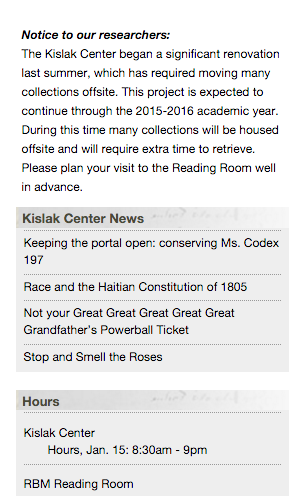 Notice to our researchers:
The Kislak Center began a significant renovation
last summer, which has required moving many
collections offsite. This project is expected to
continue through the 2015-2016 academic year.
During this time many collections will be housed
offsite and will require extra time to retrieve.
Please plan your visit to the Reading Room well
in advance.
Kislak Center News
Keeping the portal open: conserving Ms. Codex
197
Race and the Haitian Constitution of 1805
Not your Great Great Great Great Great
Grandfather's Powerball Ticket
Stop and Smell the Roses
Hours
Kislak Center
Hours, Jan. 15: 8:30am - 9pm
RBM Reading Room